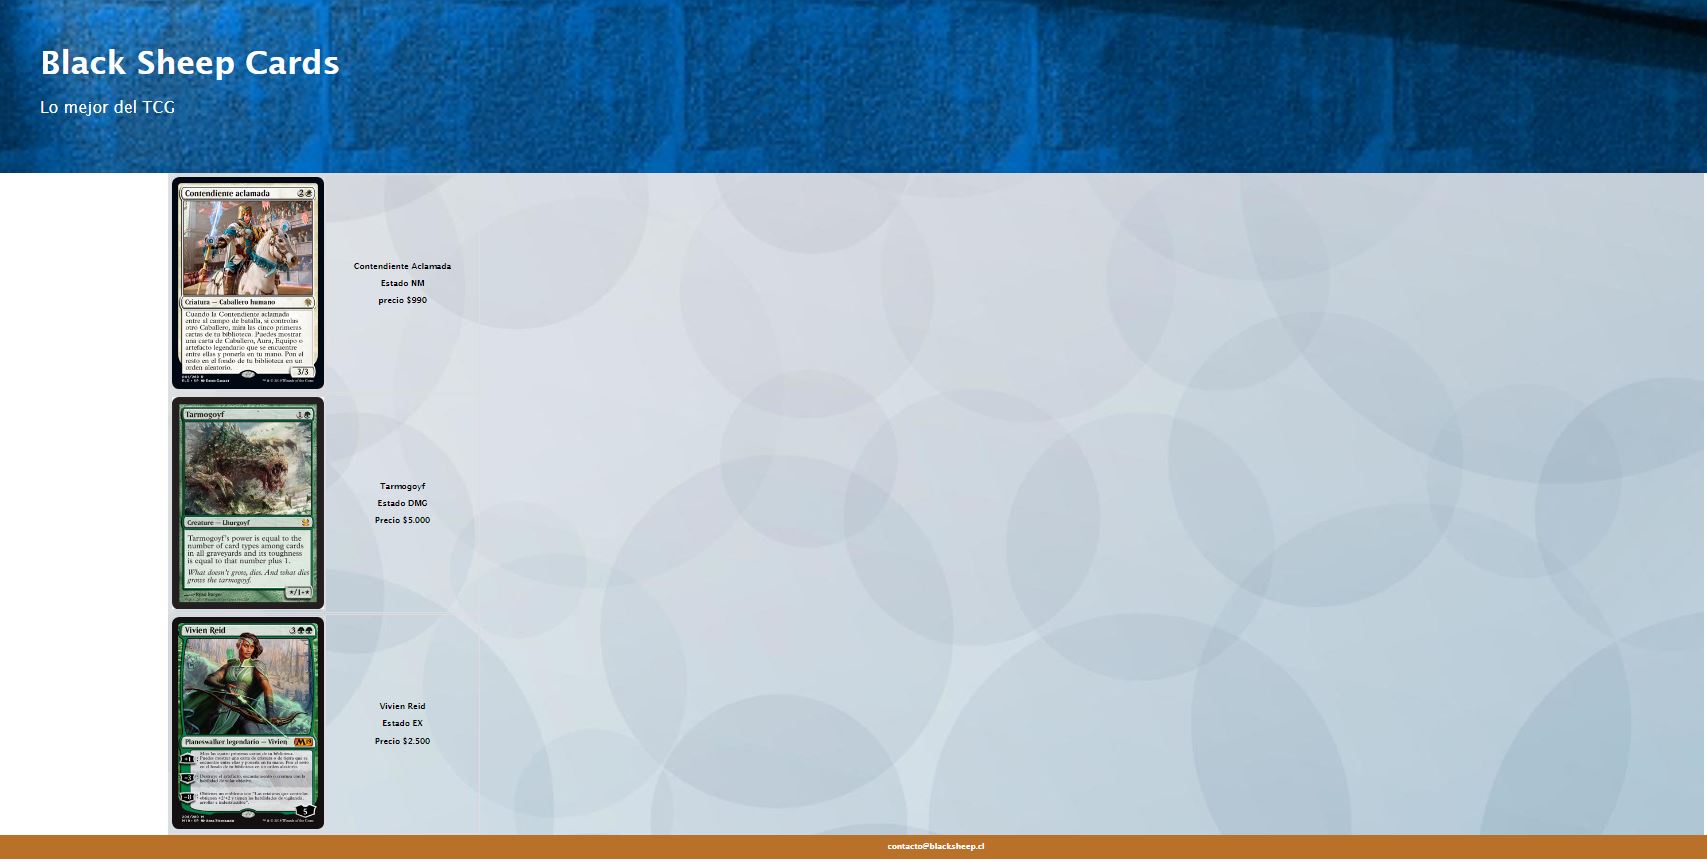 Black Sheep Cards
Lo mejor del TCG
Contendiente aclamada
Criatura — Caballero humano
Cuando la Contendiente aclamada
entre al campo de batalla, si controlas
otro Caballero, mira las cinco primeras
cartas de tu biblioteca. Puedes mostrar
una carta de Caballero, Aura, Equipo o
artefacto legendario que se encuentre
entre ellas y ponerla en tu mano. Pon el
resto en el fondo de tu biblioteca en un
orden aleatorio.
3/3
Contendiente Aclamada
Estado NM
precio $990
Tarmogoyf
Creature — Lhurgoyf
Tarmogoyf's power is equal to the
number of card types among cards
in all graveyards and its toughness
is equal to that number plus 1.
What doesn't grow, dies. And what dies
grows the tarmogoyf.
*/1+*
Tarmogoyf
Estado DMG
Precio $5.000
Vivien Reid
Planeswalker legendario — Vivien
+1
-3
-8
5
Vivien Reid
Estado EX
Precio $2.500
contacto@blacksheep.cl